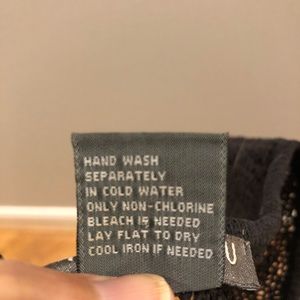 HAND WASH
SEPARATELY
IN COLD WATER
ONLY NON-CHLORINE
BLEACH IS NEEDED
LAY FLAT TO DRY
COOL IRON IF NEEDED